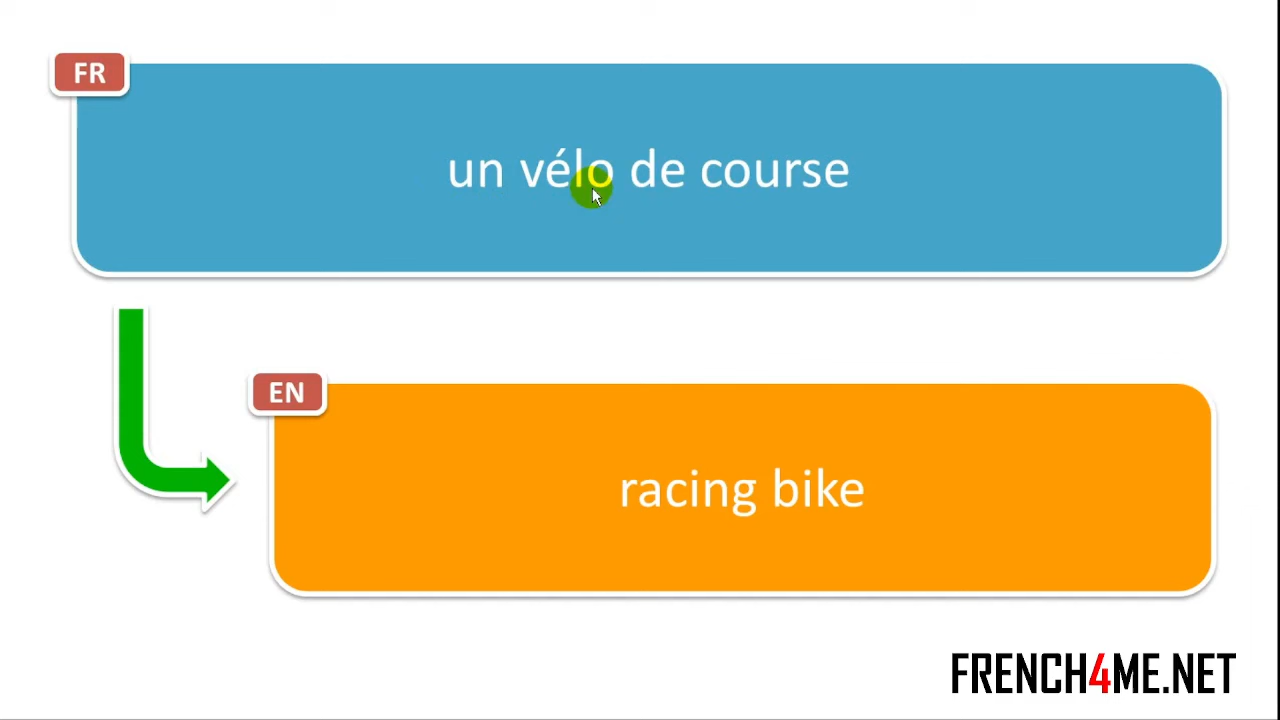 FR
un vélo de course
EN
racing bike
FRENCH4ME.NET